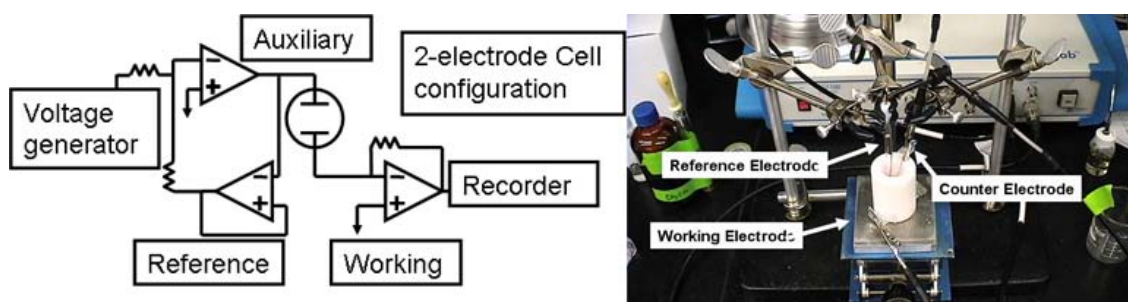 Auxiliary
2-electrode Cell
configuration
Voltage
generator
Recorder
Reference
Working
Reference Electrode
Counter Electrode
Working Electrode